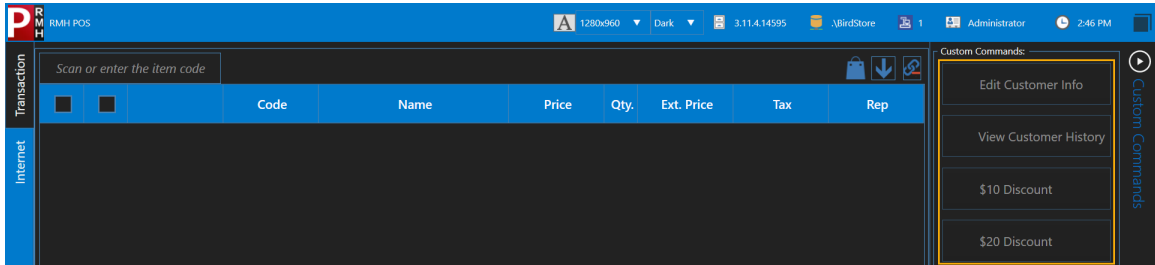 P RMH RMH POS A 1280x960 Dark 3.11.4.14595 .\BirdStore 1 Administrator 2:46 PM
Custom Commands:
Transaction
Scan or enter the item code
Edit Customer Info
Custom Commands
Code Name Price Qty. Ext. Price Tax Rep
View Customer History
Internet
$10 Discount
$20 Discount